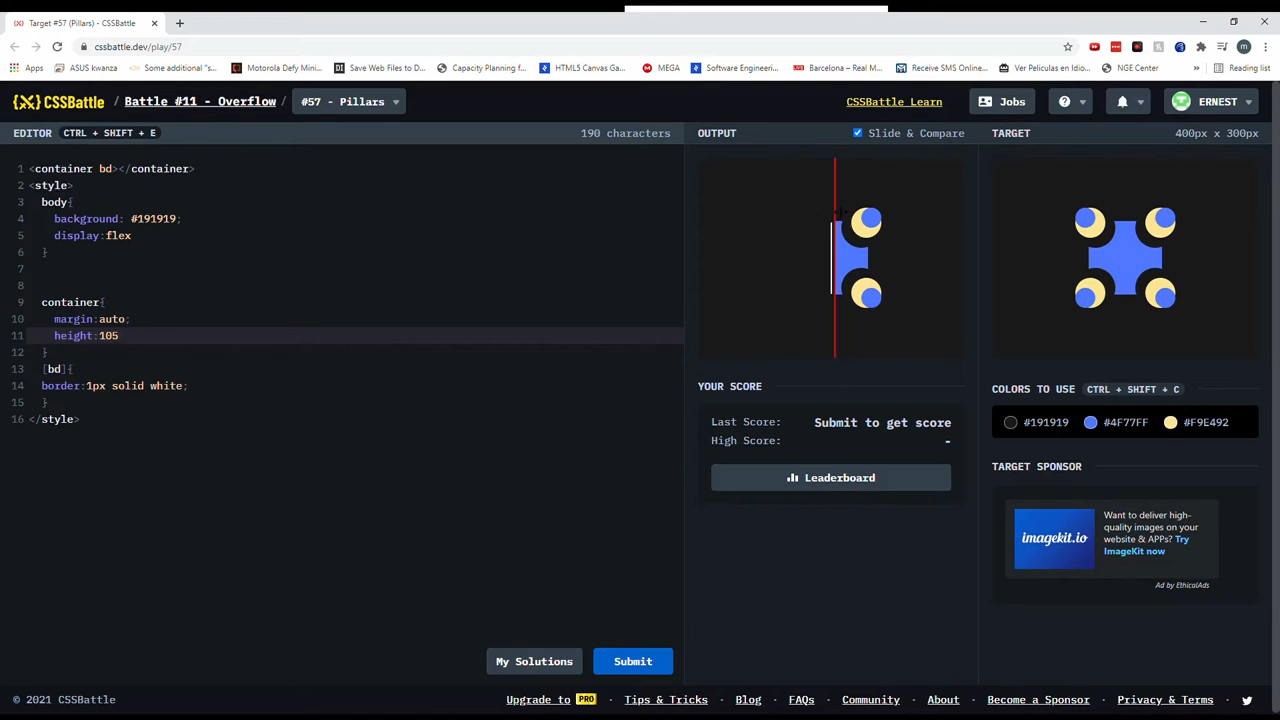 Target #57 (Pillars) - CSSBattle
cssbattle.dev/play/57
Apps
ASUS kwanza
Some additional "s...
Motorola Defy Mini...
Save Web Files to D...
Capacity Planning f...
HTML5 Canvas Ga...
MEGA
Software Engineeri...
Barcelona – Real M...
Receive SMS Online...
Ver Peliculas en Idio...
NGE Center
»
Reading list
CSSBattle
Battle #11 - Overflow
/
#57 - Pillars
CSSBattle Learn
Jobs
ERNEST
EDITOR CTRL + SHIFT + E
190 characters
OUTPUT
Slide & Compare
TARGET
400px x 300px
1 <container bd></container>
2 <style>
3 body{
4 background: #191919;
5 display:flex
6 }
7
8
9 container{
10 margin:auto;
11 height:105
12 }
13 [bd]{
14 border:1px solid white;
15 }
16 </style>
YOUR SCORE
Last Score: Submit to get score
High Score: -
Leaderboard
COLORS TO USE CTRL + SHIFT + C
#191919 #4F77FF #F9E492
TARGET SPONSOR
imagekit.io
Want to deliver high-
quality images on your
website & APPs? Try
ImageKit now
Ad by EthicalAds
My Solutions
Submit
© 2021 CSSBattle
Upgrade to PRO · Tips & Tricks · Blog · FAQs · Community · About · Become a Sponsor · Privacy & Terms ·